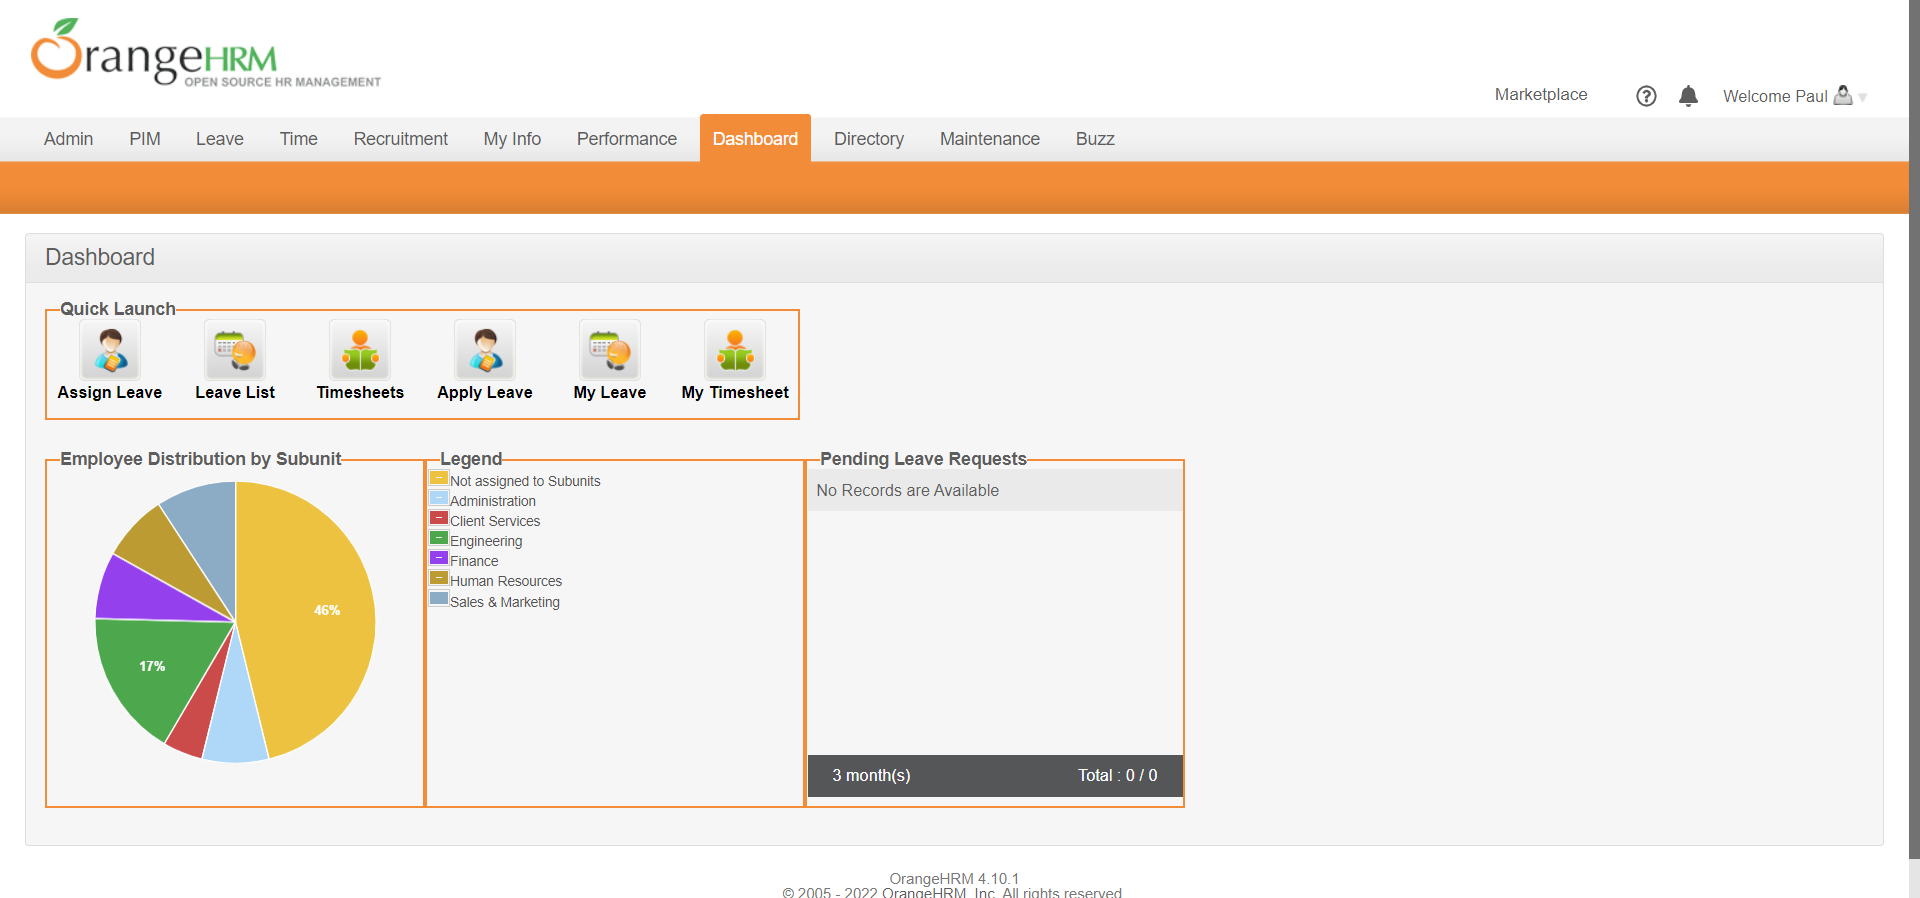 OrangeHRM
OPEN SOURCE HR MANAGEMENT
Marketplace
Welcome Paul
Admin PIM Leave Time Recruitment My Info Performance Dashboard Directory Maintenance Buzz
Dashboard
Quick Launch
Assign Leave Leave List Timesheets Apply Leave My Leave My Timesheet
Employee Distribution by Subunit
46%
17%
Legend
Not assigned to Subunits
Administration
Client Services
Engineering
Finance
Human Resources
Sales & Marketing
Pending Leave Requests
No Records are Available
3 month(s) Total : 0 / 0
OrangeHRM 4.10.1
© 2005 - 2022 OrangeHRM, Inc. All rights reserved